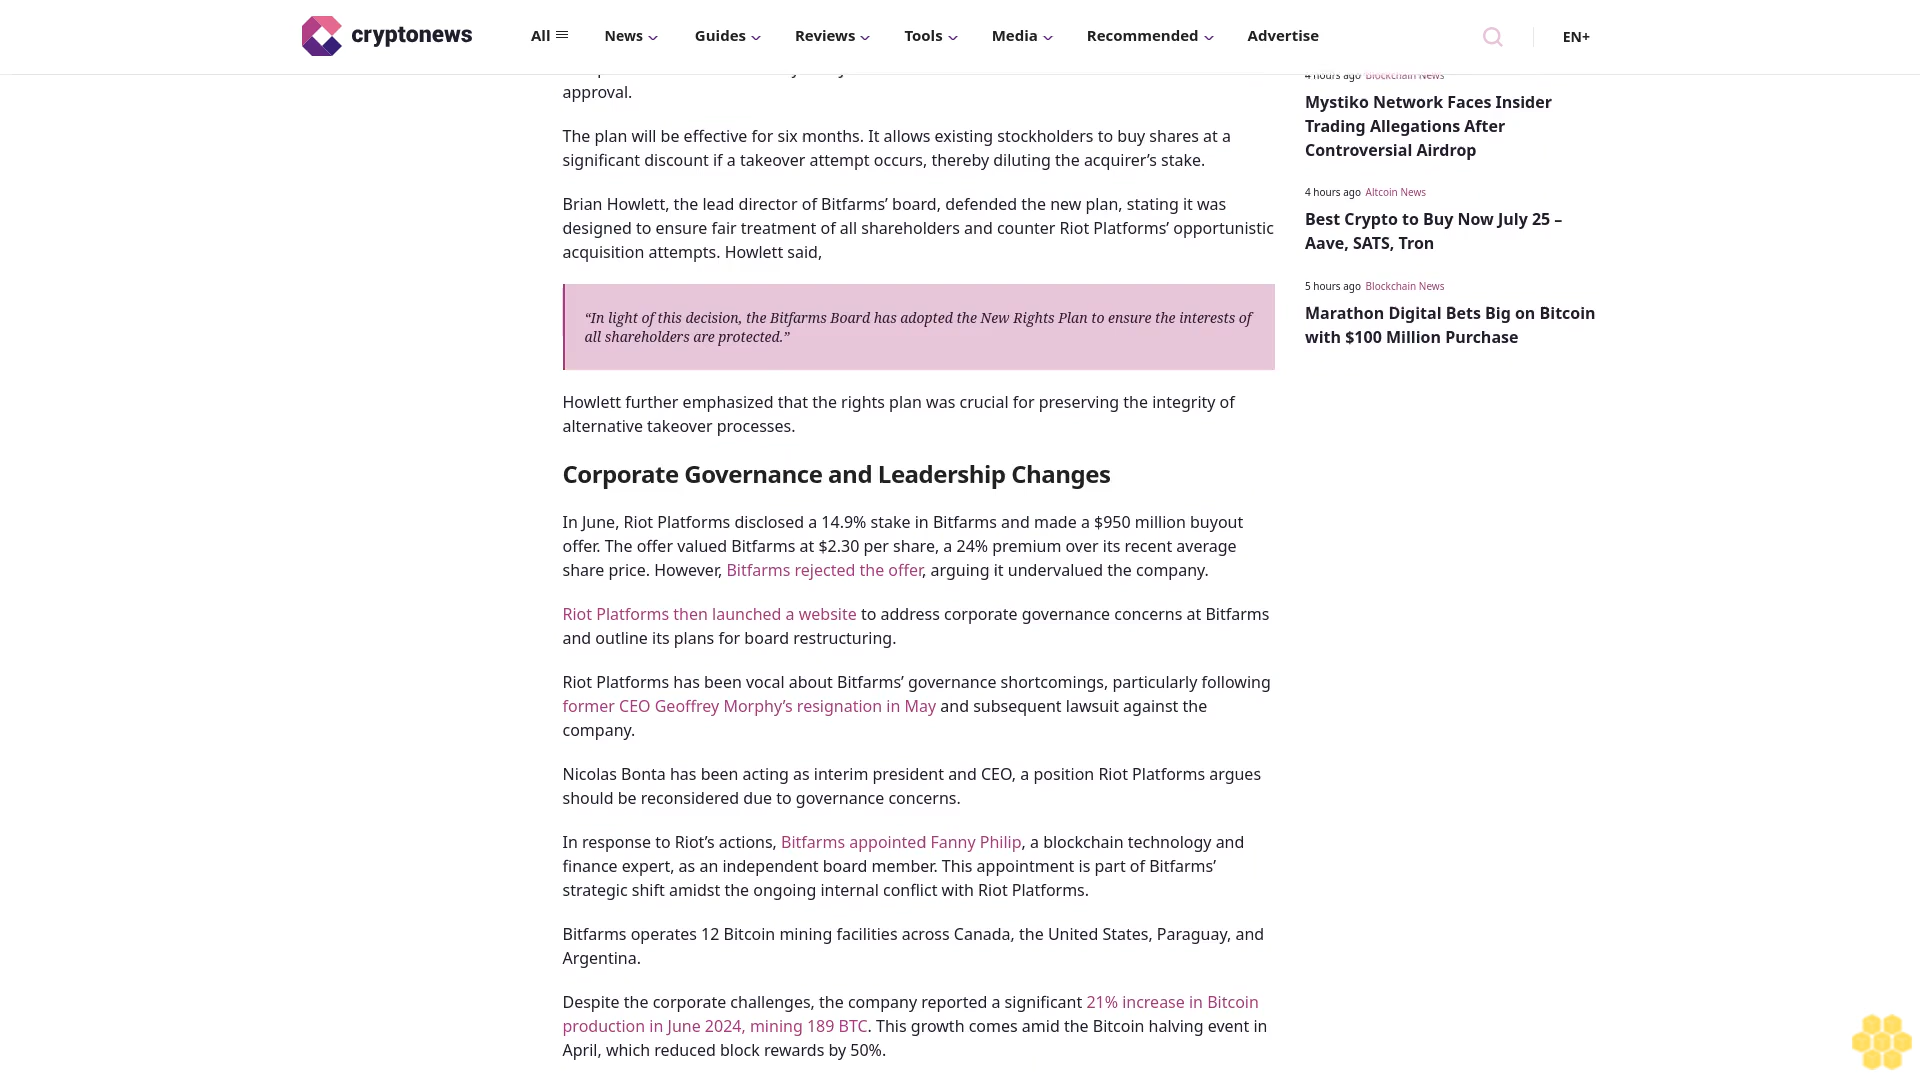 cryptonews
All
News
Guides
Reviews
Tools
Media
Recommended
Advertise
EN+
approval.
The plan will be effective for six months. It allows existing stockholders to buy shares at a
significant discount if a takeover attempt occurs, thereby diluting the acquirer’s stake.
Brian Howlett, the lead director of Bitfarms’ board, defended the new plan, stating it was
designed to ensure fair treatment of all shareholders and counter Riot Platforms’ opportunistic
acquisition attempts. Howlett said,
“In light of this decision, the Bitfarms Board has adopted the New Rights Plan to ensure the interests of
all shareholders are protected.”
Howlett further emphasized that the rights plan was crucial for preserving the integrity of
alternative takeover processes.
Corporate Governance and Leadership Changes
In June, Riot Platforms disclosed a 14.9% stake in Bitfarms and made a $950 million buyout
offer. The offer valued Bitfarms at $2.30 per share, a 24% premium over its recent average
share price. However, Bitfarms rejected the offer, arguing it undervalued the company.
Riot Platforms then launched a website to address corporate governance concerns at Bitfarms
and outline its plans for board restructuring.
Riot Platforms has been vocal about Bitfarms’ governance shortcomings, particularly following
former CEO Geoffrey Morphy’s resignation in May and subsequent lawsuit against the
company.
Nicolas Bonta has been acting as interim president and CEO, a position Riot Platforms argues
should be reconsidered due to governance concerns.
In response to Riot’s actions, Bitfarms appointed Fanny Philip, a blockchain technology and
finance expert, as an independent board member. This appointment is part of Bitfarms’
strategic shift amidst the ongoing internal conflict with Riot Platforms.
Bitfarms operates 12 Bitcoin mining facilities across Canada, the United States, Paraguay, and
Argentina.
Despite the corporate challenges, the company reported a significant 21% increase in Bitcoin
production in June 2024, mining 189 BTC. This growth comes amid the Bitcoin halving event in
April, which reduced block rewards by 50%.
4 hours ago Blockchain News
Mystiko Network Faces Insider
Trading Allegations After
Controversial Airdrop
4 hours ago Altcoin News
Best Crypto to Buy Now July 25 –
Aave, SATS, Tron
5 hours ago Blockchain News
Marathon Digital Bets Big on Bitcoin
with $100 Million Purchase